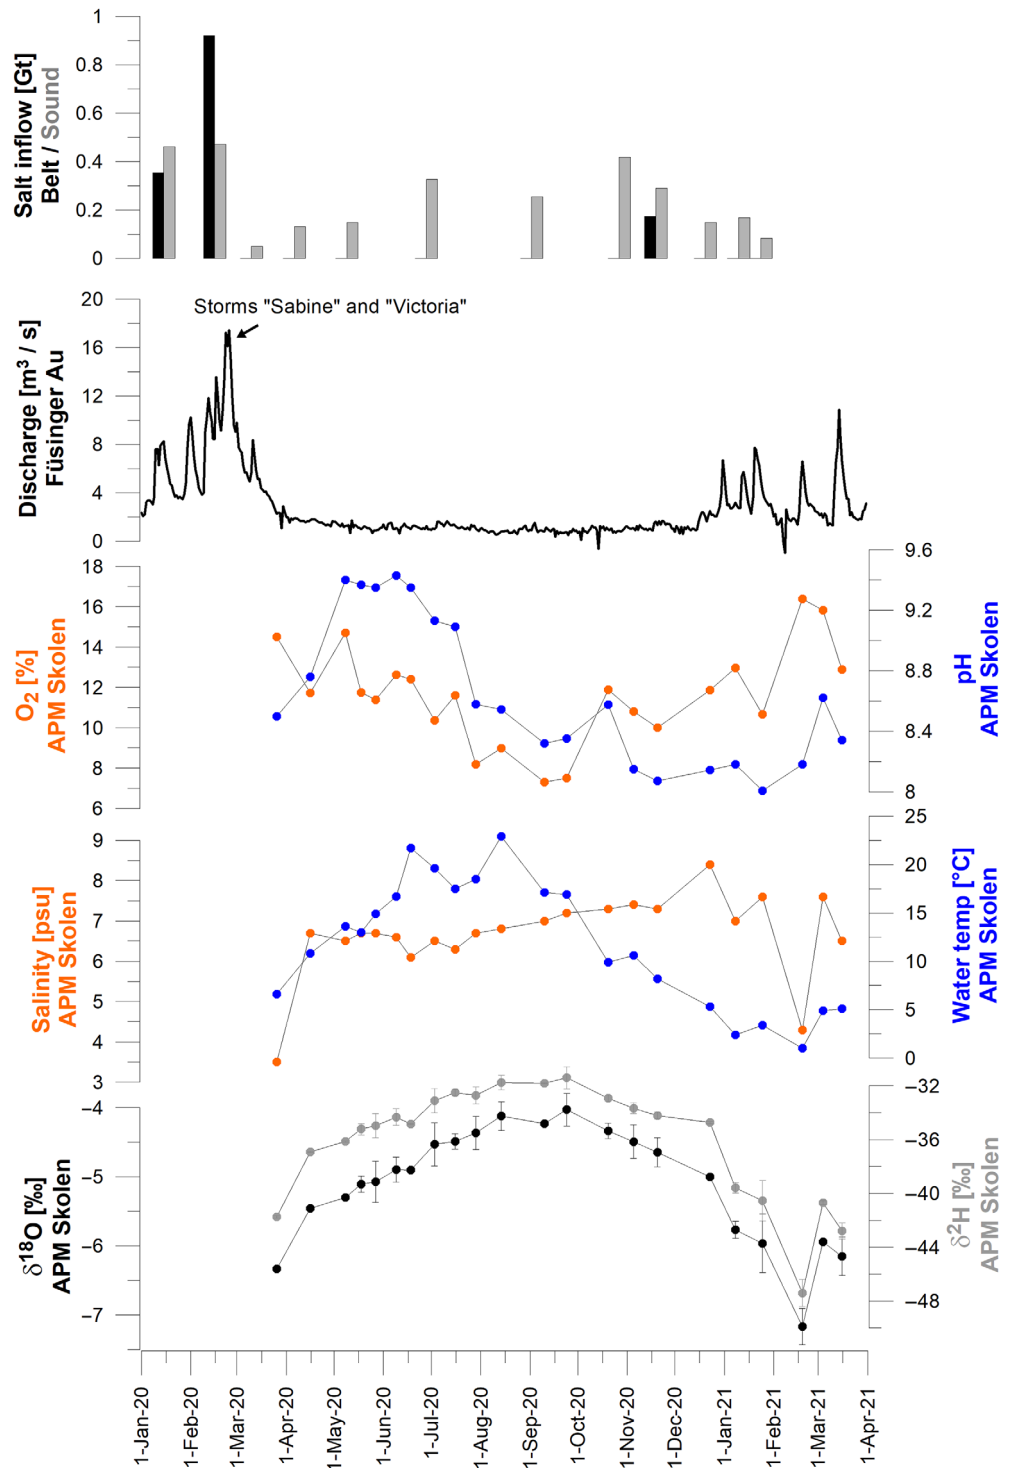 Salt inflow [Gt]
Belt / Sound
1
0.8
0.6
0.4
0.2
0
Discharge [m³ / s]
Füsinger Au
20
16
12
8
4
0
Storms "Sabine" and "Victoria"
O₂ [%]
APM Skolen
18
16
14
12
10
8
6
9.6
9.2
8.8
8.4
8
pH
APM Skolen
Salinity [psu]
APM Skolen
9
8
7
6
5
4
3
25
20
15
10
5
0
Water temp [°C]
APM Skolen
δ¹⁸O [‰]
APM Skolen
−4
−5
−6
−7
−32
−36
−40
−44
−48
δ²H [‰]
APM Skolen
1-Jan-20
1-Feb-20
1-Mar-20
1-Apr-20
1-May-20
1-Jun-20
1-Jul-20
1-Aug-20
1-Sep-20
1-Oct-20
1-Nov-20
1-Dec-20
1-Jan-21
1-Feb-21
1-Mar-21
1-Apr-21